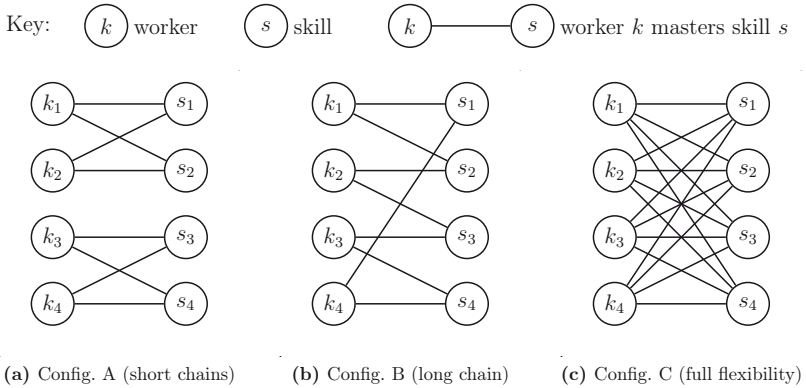 Key: k worker s skill k s worker k masters skill s
k1 s1 k1 s1 k1 s1
k2 s2 k2 s2 k2 s2
k3 s3 k3 s3 k3 s3
k4 s4 k4 s4 k4 s4
(a) Config. A (short chains) (b) Config. B (long chain) (c) Config. C (full flexibility)